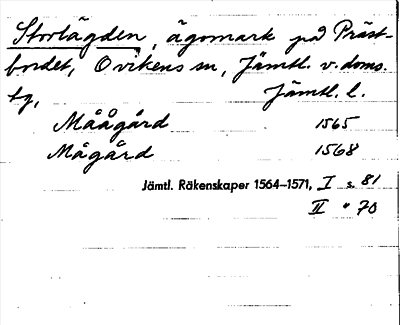 Storlägden, ägomark på Präst-
bordet, Ovikens sn, Jämtl. v. doms.
tg, Jämtl. l.
Måågård 1565
Mågård 1568
Jämtl. Räkenskaper 1564–1571, I s. 81
II " 70